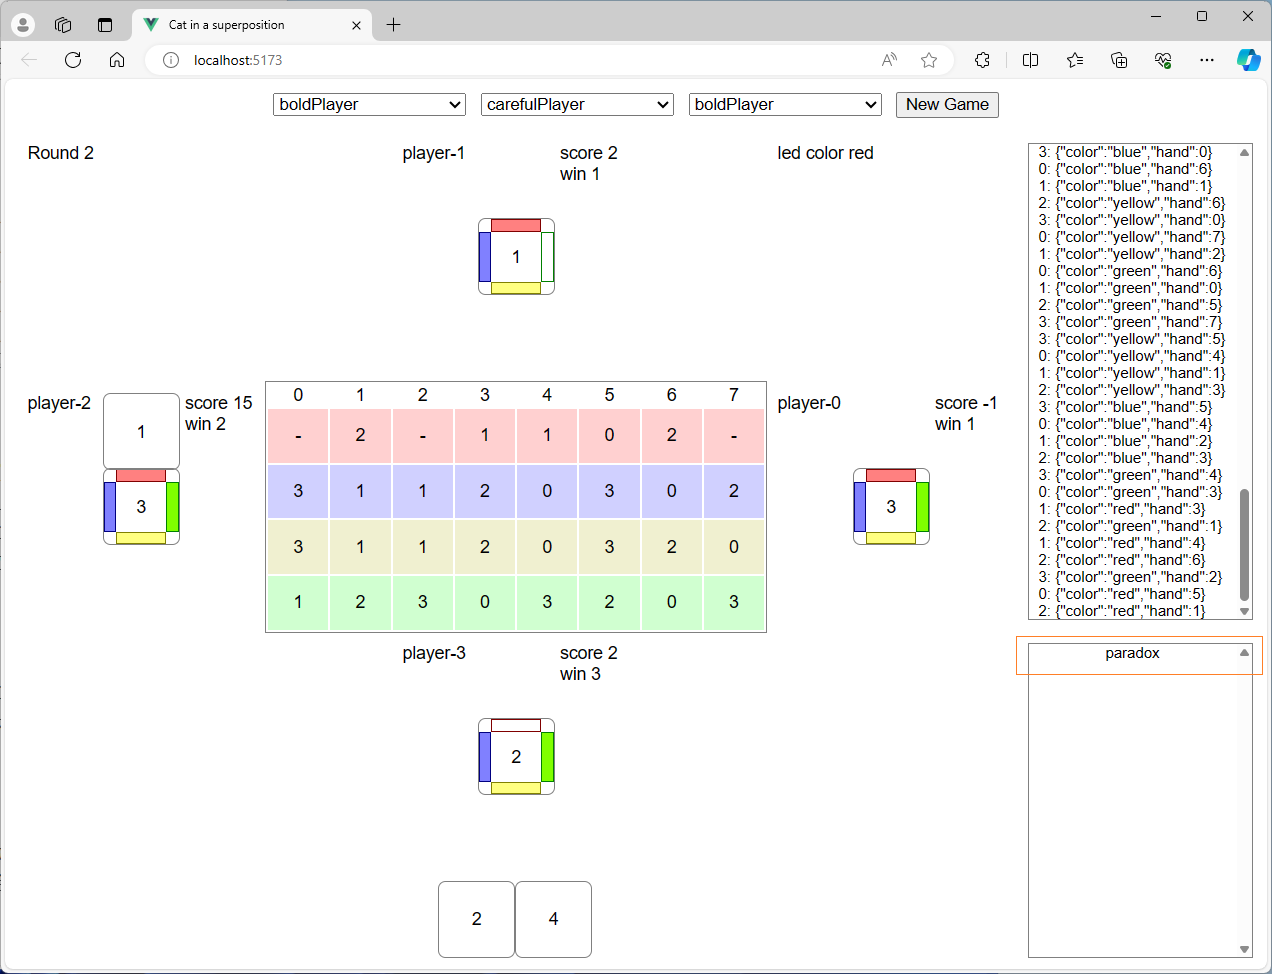 Cat in a superposition
localhost:5173
boldPlayer carefulPlayer boldPlayer New Game
Round 2
player-1
score 2
win 1
led color red
1
player-2
1
3
score 15
win 2
0 1 2 3 4 5 6 7
- 2 - 1 1 0 2 -
3 1 1 2 0 3 0 2
3 1 1 2 0 3 2 0
1 2 3 0 3 2 0 3
player-0
score -1
win 1
3
player-3
score 2
win 3
2
2 4
3: {"color":"blue","hand":0}
0: {"color":"blue","hand":6}
1: {"color":"blue","hand":1}
2: {"color":"yellow","hand":6}
3: {"color":"yellow","hand":0}
0: {"color":"yellow","hand":7}
1: {"color":"yellow","hand":2}
0: {"color":"green","hand":6}
1: {"color":"green","hand":0}
2: {"color":"green","hand":5}
3: {"color":"green","hand":7}
3: {"color":"yellow","hand":5}
0: {"color":"yellow","hand":4}
1: {"color":"yellow","hand":1}
2: {"color":"yellow","hand":3}
3: {"color":"blue","hand":5}
0: {"color":"blue","hand":4}
1: {"color":"blue","hand":2}
2: {"color":"blue","hand":3}
3: {"color":"green","hand":4}
0: {"color":"green","hand":3}
1: {"color":"red","hand":3}
2: {"color":"green","hand":1}
1: {"color":"red","hand":4}
2: {"color":"red","hand":6}
3: {"color":"green","hand":2}
0: {"color":"red","hand":5}
2: {"color":"red","hand":1}
paradox